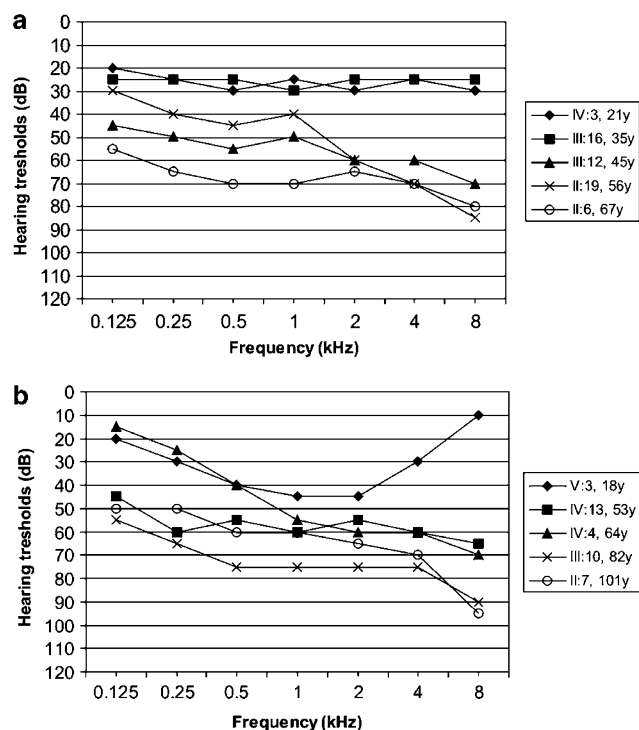 a
0
10
20
30
40
50
60
70
80
90
100
110
120
Hearing tresholds (dB)
0.125 0.25 0.5 1 2 4 8
Frequency (kHz)
IV:3, 21y
III:16, 35y
III:12, 45y
II:19, 56y
II:6, 67y
b
0
10
20
30
40
50
60
70
80
90
100
110
120
Hearing tresholds (dB)
0.125 0.25 0.5 1 2 4 8
Frequency (kHz)
V:3, 18y
IV:13, 53y
IV:4, 64y
III:10, 82y
II:7, 101y